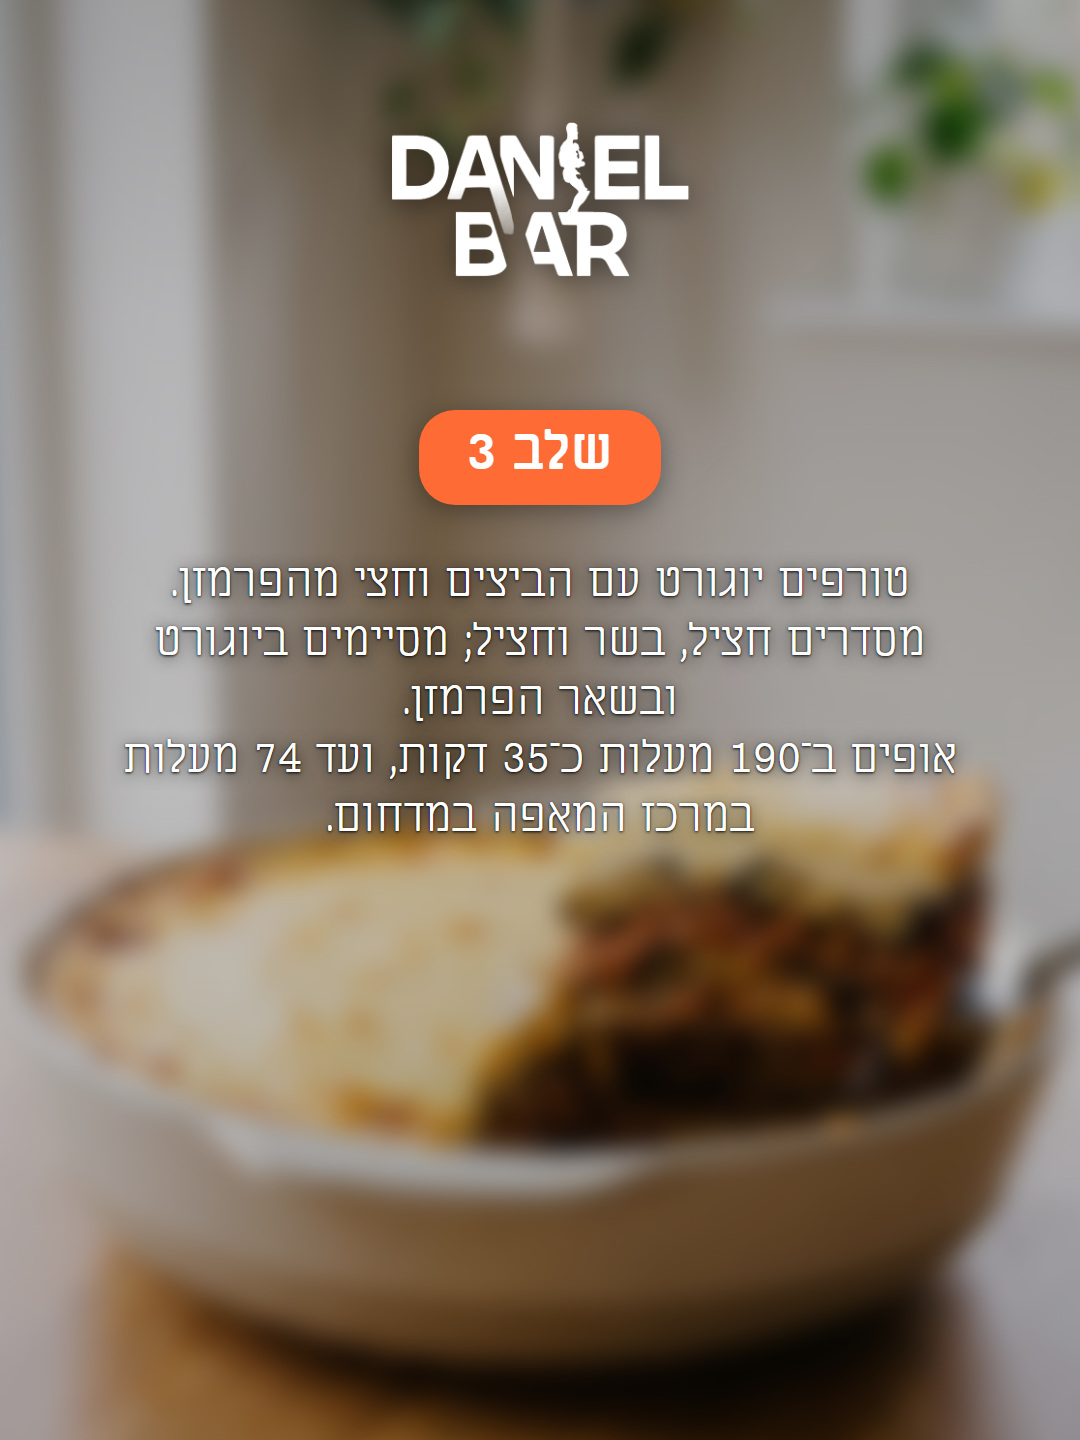 DANIEL
BAR
שלב 3
טורפים יוגורט עם הביצים וחצי מהפרמזן.
מסדרים חציל, בשר וחציל; מסיימים ביוגורט
ובשאר הפרמזן.
אופים ב־190 מעלות כ־35 דקות, ועד 74 מעלות
במרכז המאפה במדחום.